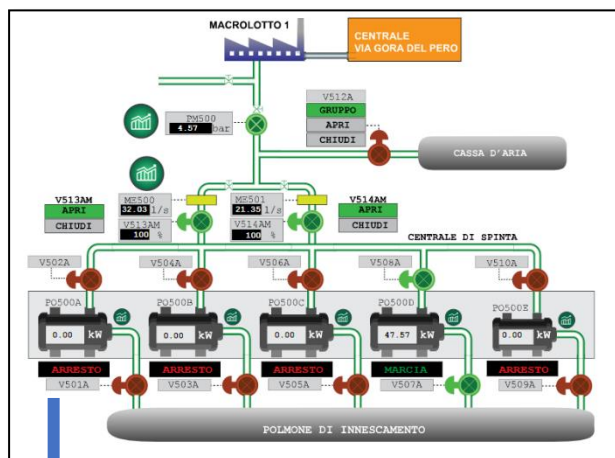 MACROLOTTO 1
CENTRALE
VIA GORA DEL PERO
PM500
4.57 bar
V512A
GRUPPO
APRI
CHIUDI
CASSA D'ARIA
V513AM
APRI
CHIUDI
ME500
32.03 l/s
V513AM
100 %
ME501
21.35 l/s
V514AM
100 %
V514AM
APRI
CHIUDI
CENTRALE DI SPINTA
V502A
V504A
V506A
V508A
V510A
PO500A
PO500B
PO500C
PO500D
PO500E
0.00 kW
0.00 kW
0.00 kW
47.57 kW
0.00 kW
ARRESTO
ARRESTO
ARRESTO
MARCIA
ARRESTO
V501A
V503A
V505A
V507A
V509A
POLMONE DI INNESCAMENTO